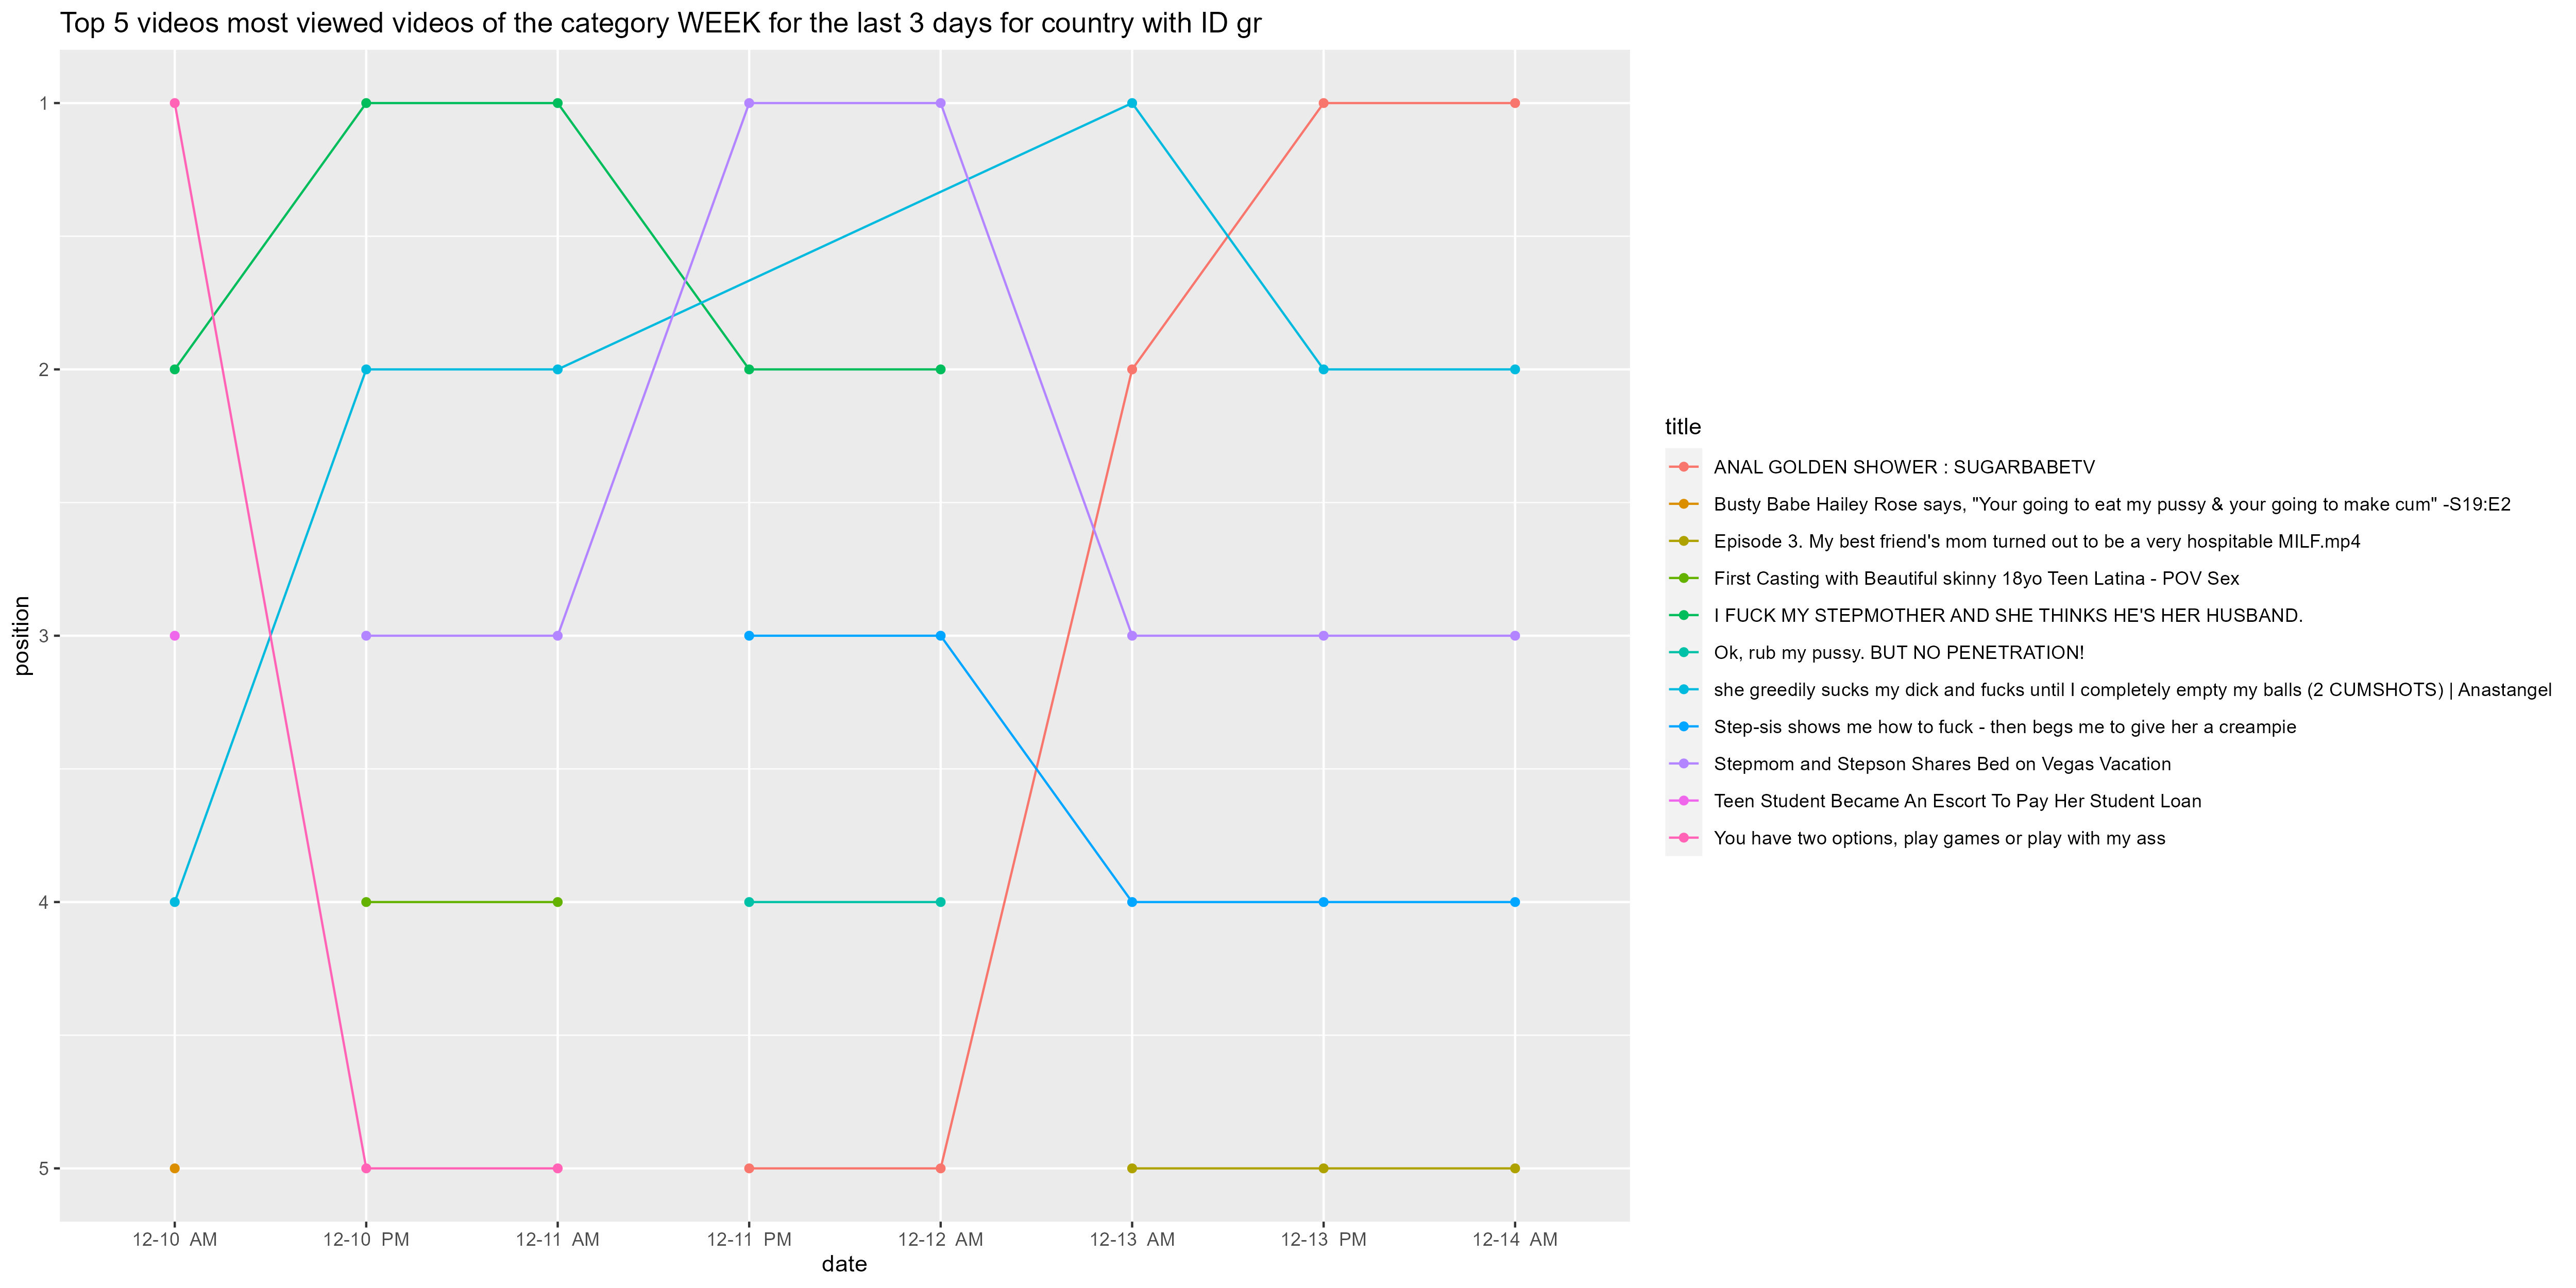 Top 5 videos most viewed videos of the category WEEK for the last 3 days for country with ID gr
1
2
3
4
5
position
12-10 AM
12-10 PM
12-11 AM
12-11 PM
12-12 AM
12-13 AM
12-13 PM
12-14 AM
date
title
ANAL GOLDEN SHOWER : SUGARBABETV
Busty Babe Hailey Rose says, "Your going to eat my pussy & your going to make cum" -S19:E2
Episode 3. My best friend's mom turned out to be a very hospitable MILF.mp4
First Casting with Beautiful skinny 18yo Teen Latina - POV Sex
I FUCK MY STEPMOTHER AND SHE THINKS HE'S HER HUSBAND.
Ok, rub my pussy. BUT NO PENETRATION!
she greedily sucks my dick and fucks until I completely empty my balls (2 CUMSHOTS) | Anastangel
Step-sis shows me how to fuck - then begs me to give her a creampie
Stepmom and Stepson Shares Bed on Vegas Vacation
Teen Student Became An Escort To Pay Her Student Loan
You have two options, play games or play with my ass